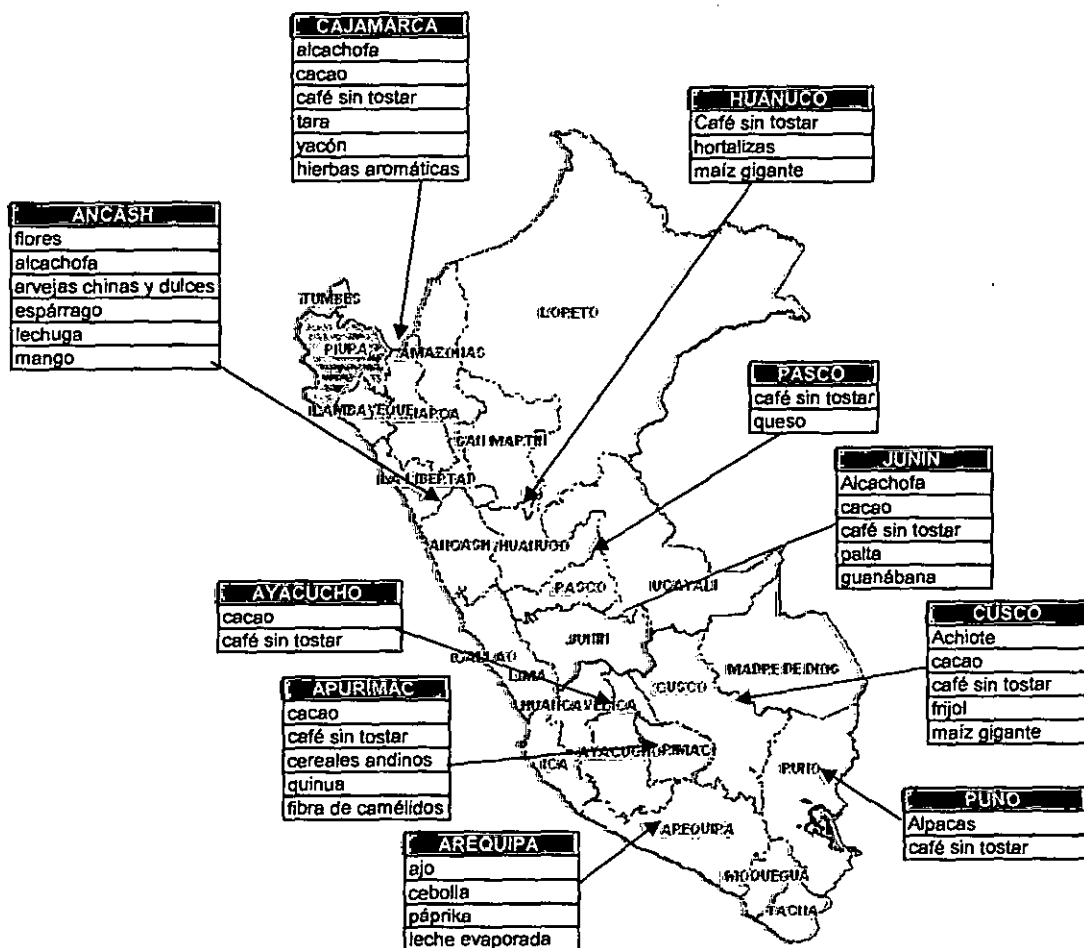 CAJAMARCA
alcachofa
cacao
café sin tostar
tara
yacón
hierbas aromáticas
HUÁNUCO
Café sin tostar
hortalizas
maíz gigante
ANCASH
flores
alcachofa
arvejas chinas y dulces
espárrago
lechuga
mango
PASCO
café sin tostar
queso
JUNIN
Alcachofa
cacao
café sin tostar
palta
guanábana
AYACUCHO
cacao
café sin tostar
CUSCO
Achiote
cacao
café sin tostar
frijol
maíz gigante
APURIMAC
cacao
café sin tostar
cereales andinos
quinua
fibra de camélidos
PUNO
Alpacas
café sin tostar
AREQUIPA
ajo
cebolla
páprika
leche evaporada
TUMBES
LORETO
PIURA
AMAZONAS
LAMBAYEQUE
SAN MARTIN
LA LIBERTAD
ANCASH
HUANUCO
PASCO
UCAYALI
JUNIN
CALLAO
LIMA
MADRE DE DIOS
CUSCO
HUANCAVELICA
AYACUCHO
ICA
PUNO
AREQUIPA
MOQUEGUA
TACNA